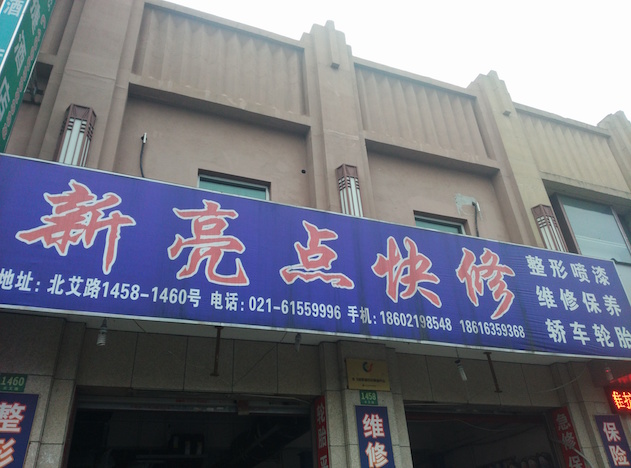 新亮点快修
整形喷漆
维修保养
轿车轮胎
地址: 北艾路1458-1460号 电话: 021-61559996 手机: 18602198548 18616359368
1460
1458
整形
维修
保险